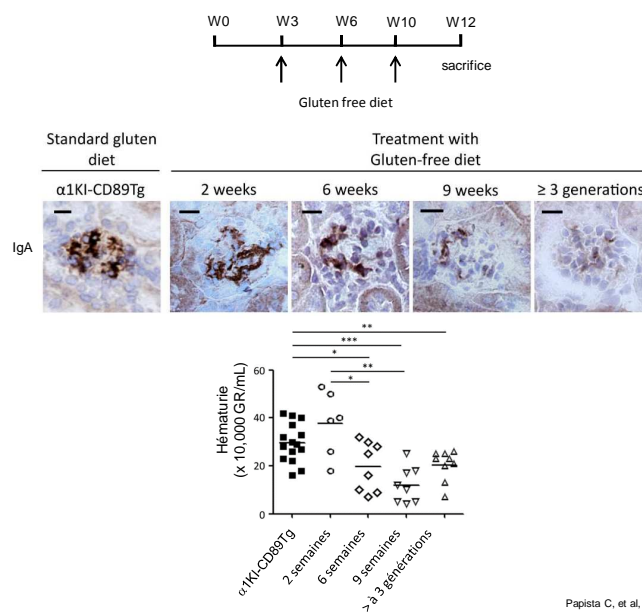 W0 W3 W6 W10 W12
sacrifice
Gluten free diet
Standard gluten
diet
Treatment with
Gluten-free diet
α1KI-CD89Tg 2 weeks 6 weeks 9 weeks ≥ 3 generations
IgA
**
***
*
**
*
Hématurie
(x 10,000 GR/mL)
60
40
20
0
α1KI-CD89Tg
2 semaines
6 semaines
9 semaines
> à 3 générations
Papista C, et al,